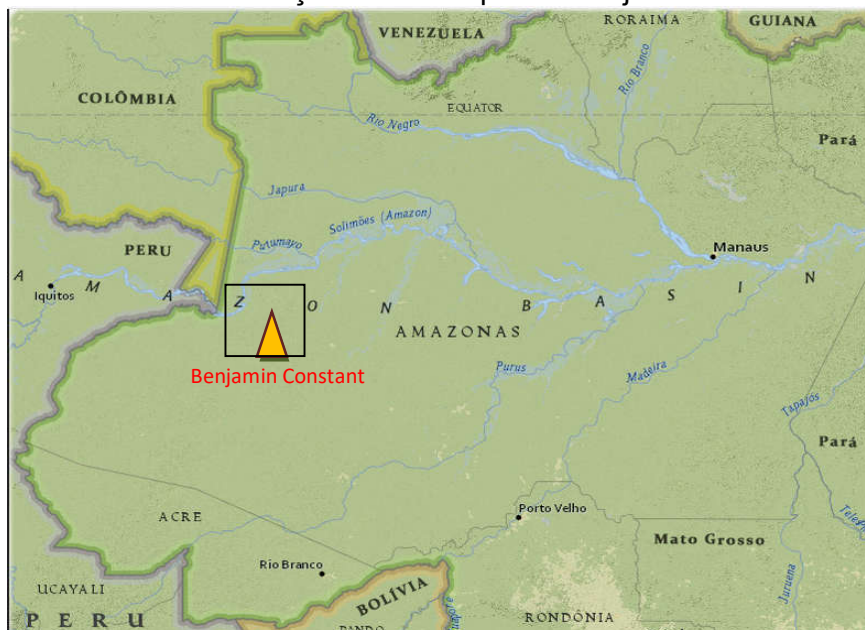 RORAIMA
GUIANA
VENEZUELA
COLÔMBIA
EQUATOR
Rio Branco
Rio Negro
Pará
Japura
Solimões (Amazon)
PERU
Putumayo
Manaus
Iquitos
A M A Z O N B A S I N
AMAZONAS
Benjamin Constant
Purus
Madeira
Tapajós
Pará
ACRE
Porto Velho
Mato Grosso
Rio Branco
BOLÍVIA
UCAYALI
Juruena
PERU
RONDÔNIA